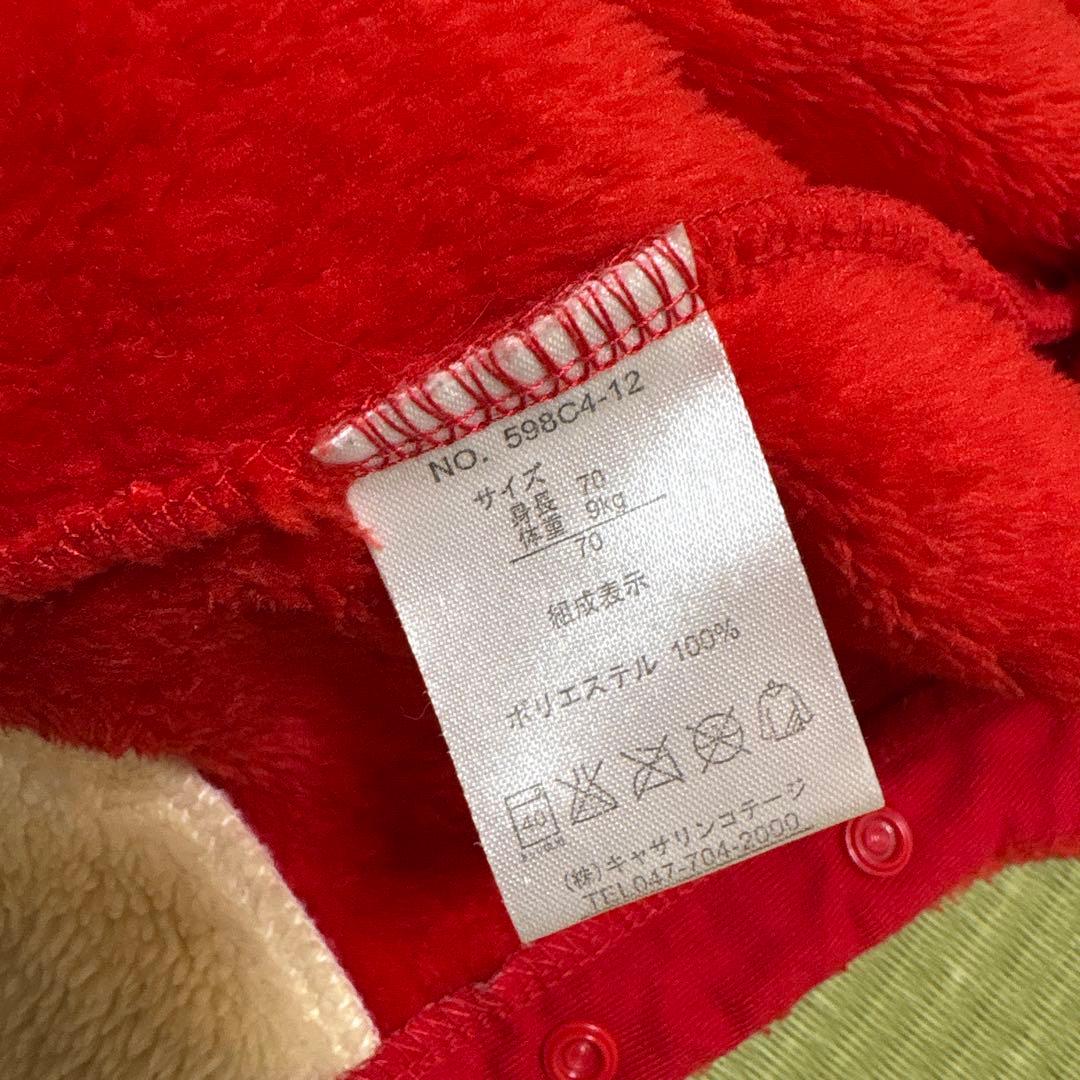 NO. 598C4-12
サイズ
身長 70
体重 9kg
70
組成表示
ポリエステル 100%
40
(株)キャサリンコテージ
TEL047-704-2000